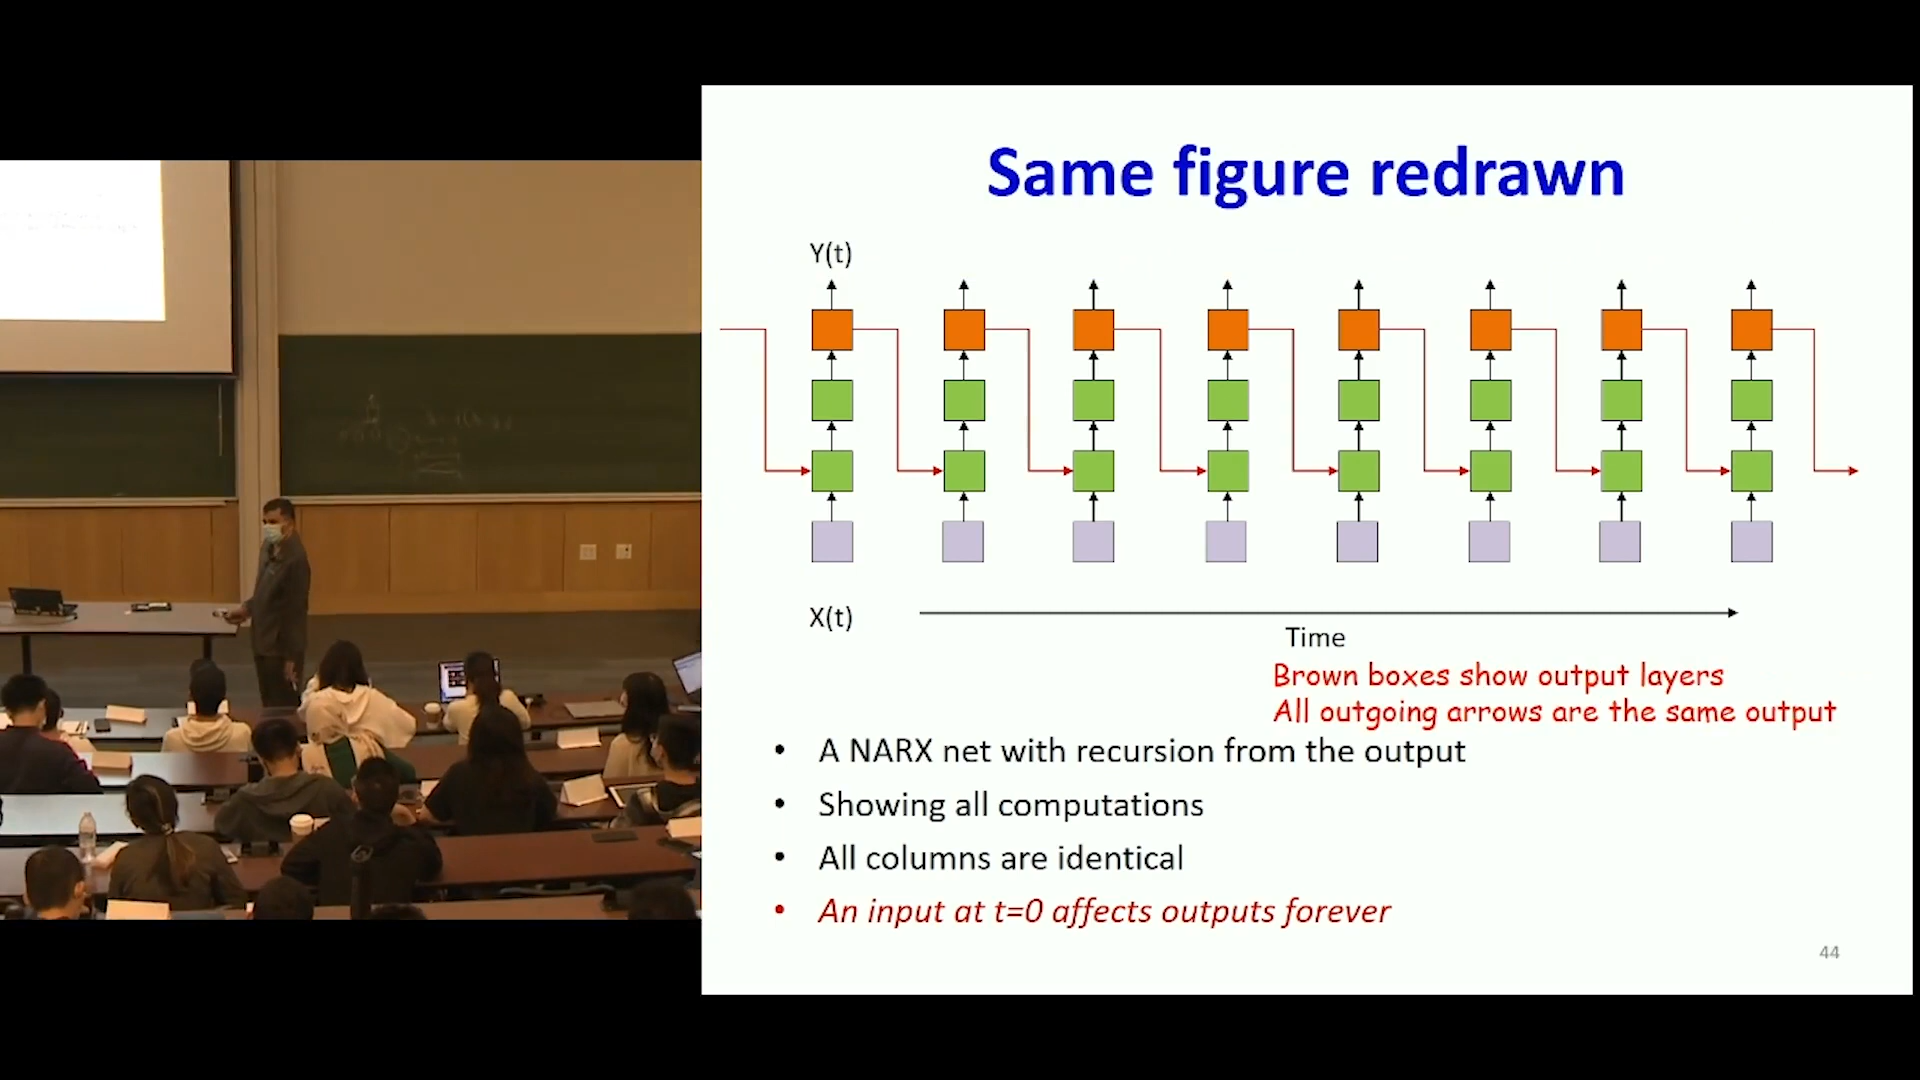 Same figure redrawn
Y(t)
X(t)
Time
Brown boxes show output layers
All outgoing arrows are the same output
• A NARX net with recursion from the output
• Showing all computations
• All columns are identical
• An input at t=0 affects outputs forever
44